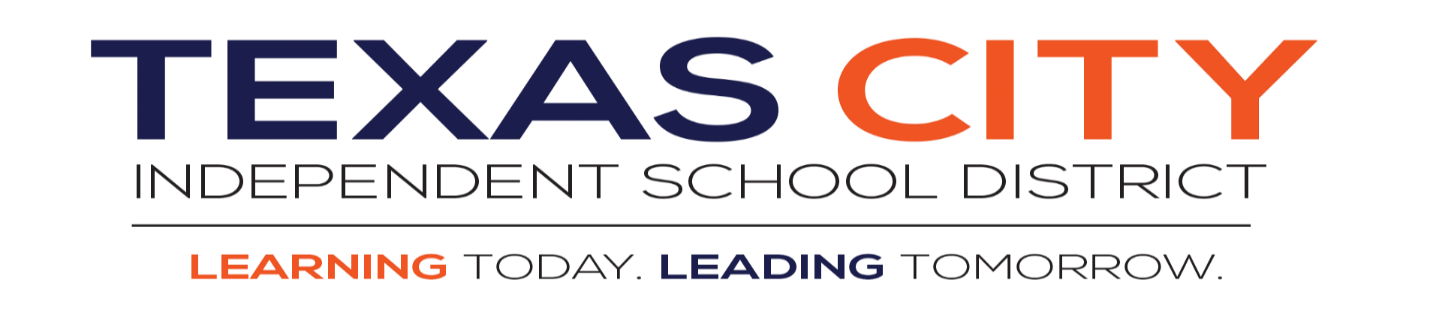 TEXAS CITY
INDEPENDENT SCHOOL DISTRICT
LEARNING TODAY. LEADING TOMORROW.